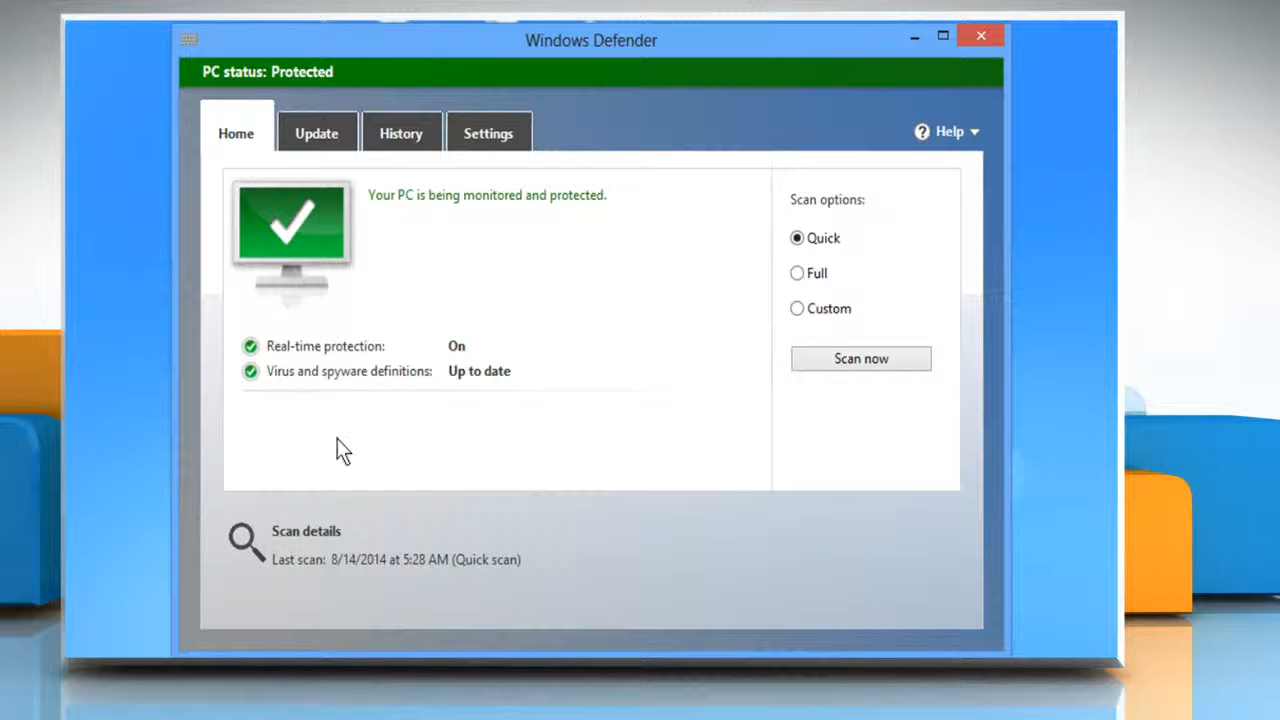 Windows Defender
PC status: Protected
Home
Update
History
Settings
? Help
Your PC is being monitored and protected.
Scan options:
Quick
Full
Custom
Real-time protection: On
Virus and spyware definitions: Up to date
Scan now
Scan details
Last scan: 8/14/2014 at 5:28 AM (Quick scan)